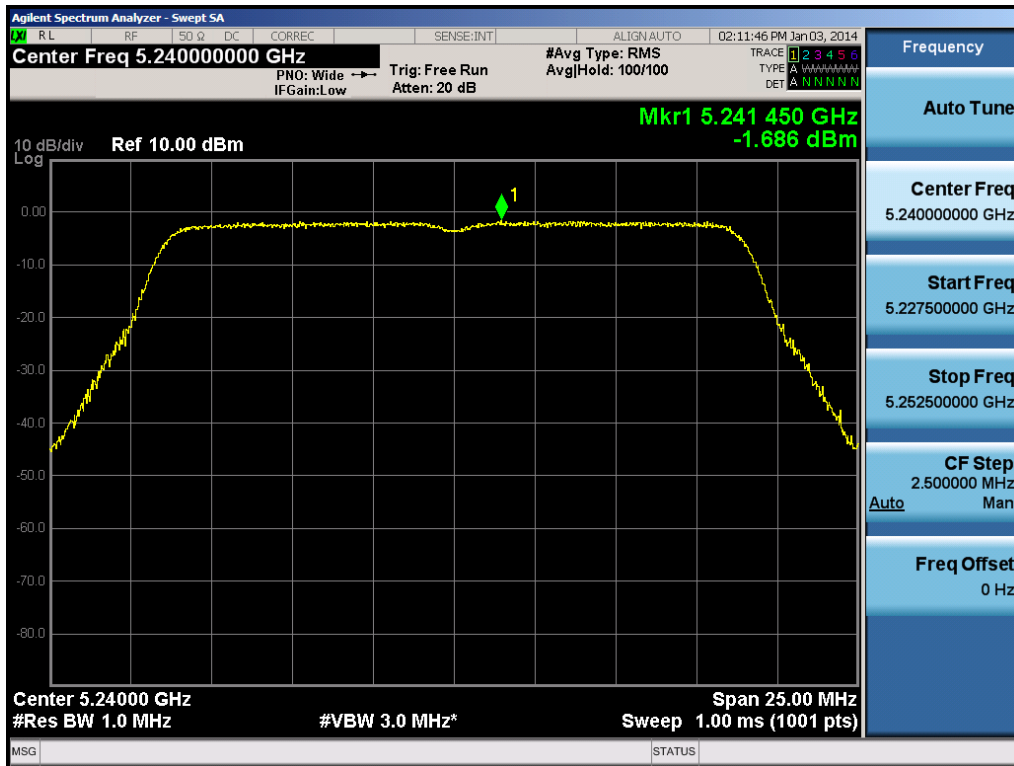 Agilent Spectrum Analyzer - Swept SA
LXI RL RF 50 Ω DC CORREC SENSE:INT ALIGN AUTO 02:11:46 PM Jan 03, 2014
Center Freq 5.240000000 GHz
PNO: Wide
IFGain:Low
Trig: Free Run
Atten: 20 dB
#Avg Type: RMS
Avg|Hold: 100/100
TRACE 1 2 3 4 5 6
TYPE A WWWWW
DET A N N N N N
Mkr1 5.241 450 GHz
-1.686 dBm
10 dB/div Ref 10.00 dBm
Log
1
0.00
-10.0
-20.0
-30.0
-40.0
-50.0
-60.0
-70.0
-80.0
Center 5.24000 GHz Span 25.00 MHz
#Res BW 1.0 MHz #VBW 3.0 MHz* Sweep 1.00 ms (1001 pts)
MSG STATUS
Frequency
Auto Tune
Center Freq
5.240000000 GHz
Start Freq
5.227500000 GHz
Stop Freq
5.252500000 GHz
CF Step
2.500000 MHz
Auto Man
Freq Offset
0 Hz